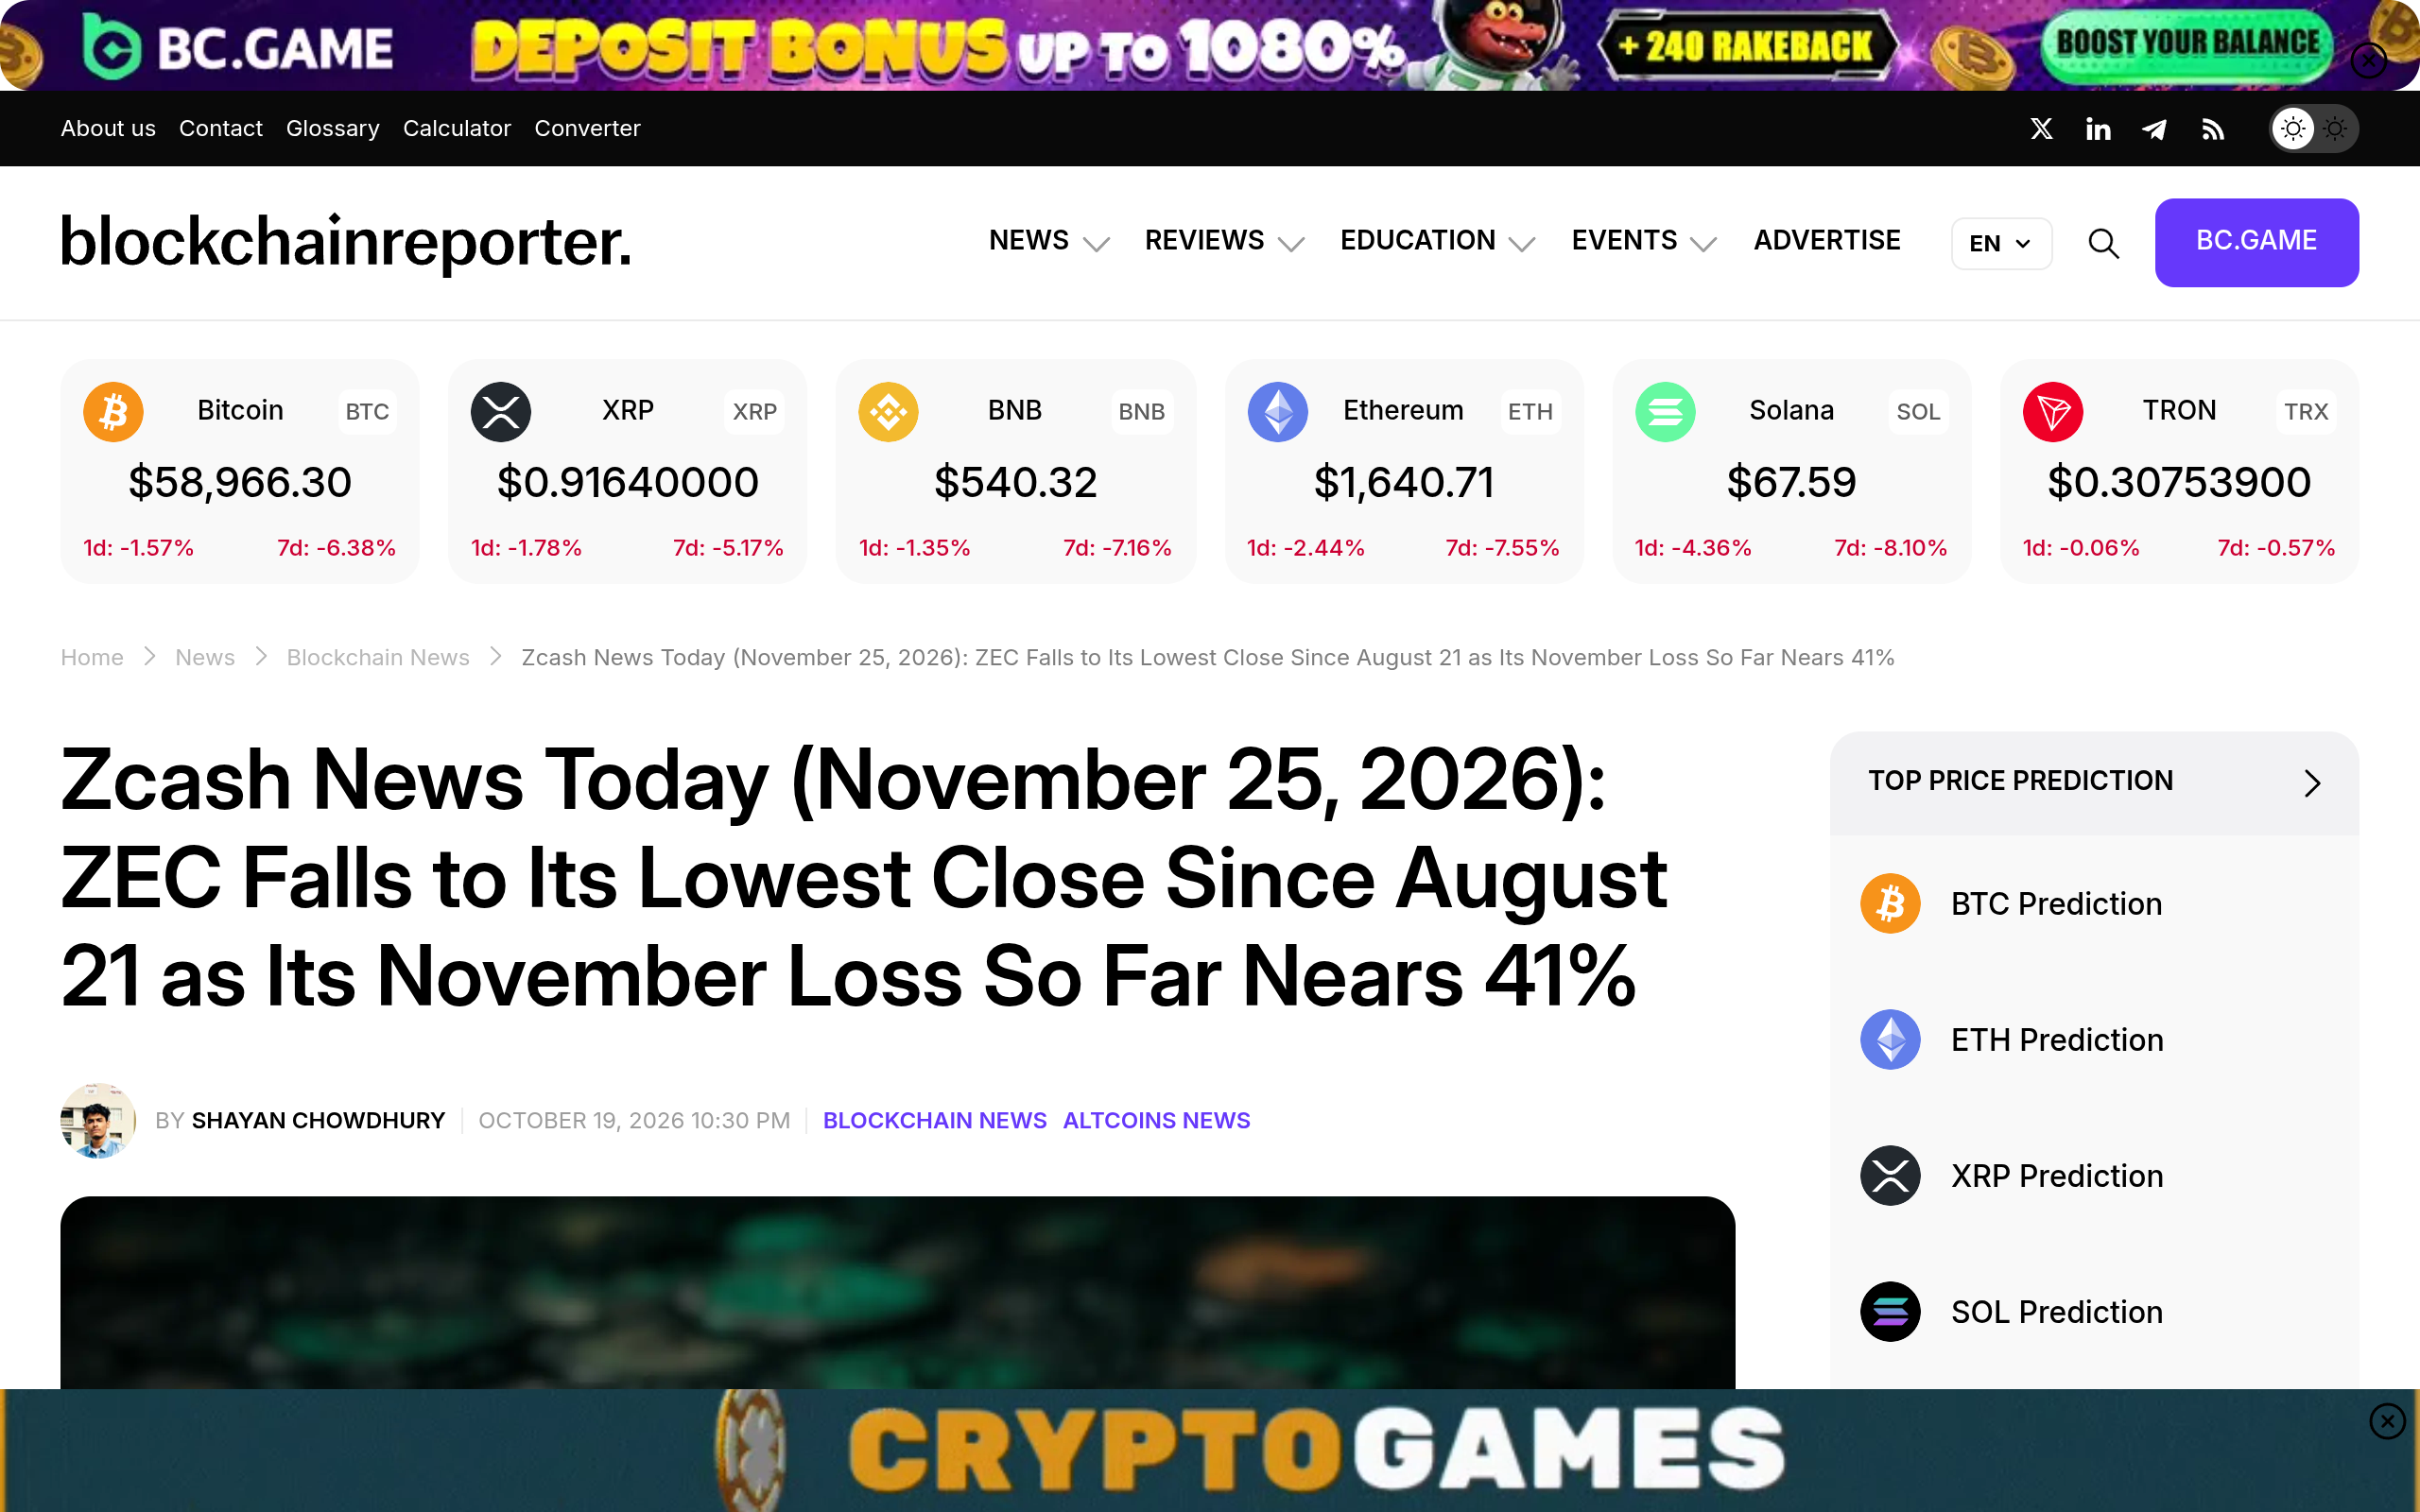 BC.GAME
DEPOSIT BONUS UP TO 1080%
+ 240 RAKEBACK
BOOST YOUR BALANCE
About us Contact Glossary Calculator Converter
blockchainreporter.
NEWS REVIEWS EDUCATION EVENTS ADVERTISE
EN
BC.GAME
Bitcoin BTC
$58,966.30
1d: -1.57% 7d: -6.38%
XRP XRP
$0.91640000
1d: -1.78% 7d: -5.17%
BNB BNB
$540.32
1d: -1.35% 7d: -7.16%
Ethereum ETH
$1,640.71
1d: -2.44% 7d: -7.55%
Solana SOL
$67.59
1d: -4.36% 7d: -8.10%
TRON TRX
$0.30753900
1d: -0.06% 7d: -0.57%
Home News Blockchain News Zcash News Today (November 25, 2026): ZEC Falls to Its Lowest Close Since August 21 as Its November Loss So Far Nears 41%
Zcash News Today (November 25, 2026):
ZEC Falls to Its Lowest Close Since August
21 as Its November Loss So Far Nears 41%
BY SHAYAN CHOWDHURY OCTOBER 19, 2026 10:30 PM BLOCKCHAIN NEWS ALTCOINS NEWS
TOP PRICE PREDICTION
BTC Prediction
ETH Prediction
XRP Prediction
SOL Prediction
CRYPTOGAMES